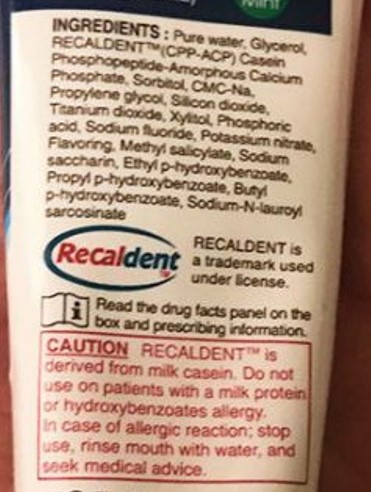 Mint
INGREDIENTS : Pure water, Glycerol,
RECALDENT™(CPP-ACP) Casein
Phosphopeptide-Amorphous Calcium
Phosphate, Sorbitol, CMC-Na,
Propylene glycol, Silicon dioxide,
Titanium dioxide, Xylitol, Phosphoric
acid, Sodium fluoride, Potassium nitrate,
Flavoring, Methyl salicylate, Sodium
saccharin, Ethyl p-hydroxybenzoate,
Propyl p-hydroxybenzoate, Butyl
p-hydroxybenzoate, Sodium-N-lauroyl
sarcosinate
Recaldent™
RECALDENT is
a trademark used
under license.
i
Read the drug facts panel on the
box and prescribing information.
CAUTION RECALDENT™ is
derived from milk casein. Do not
use on patients with a milk protein
or hydroxybenzoates allergy.
In case of allergic reaction; stop
use, rinse mouth with water, and
seek medical advice.